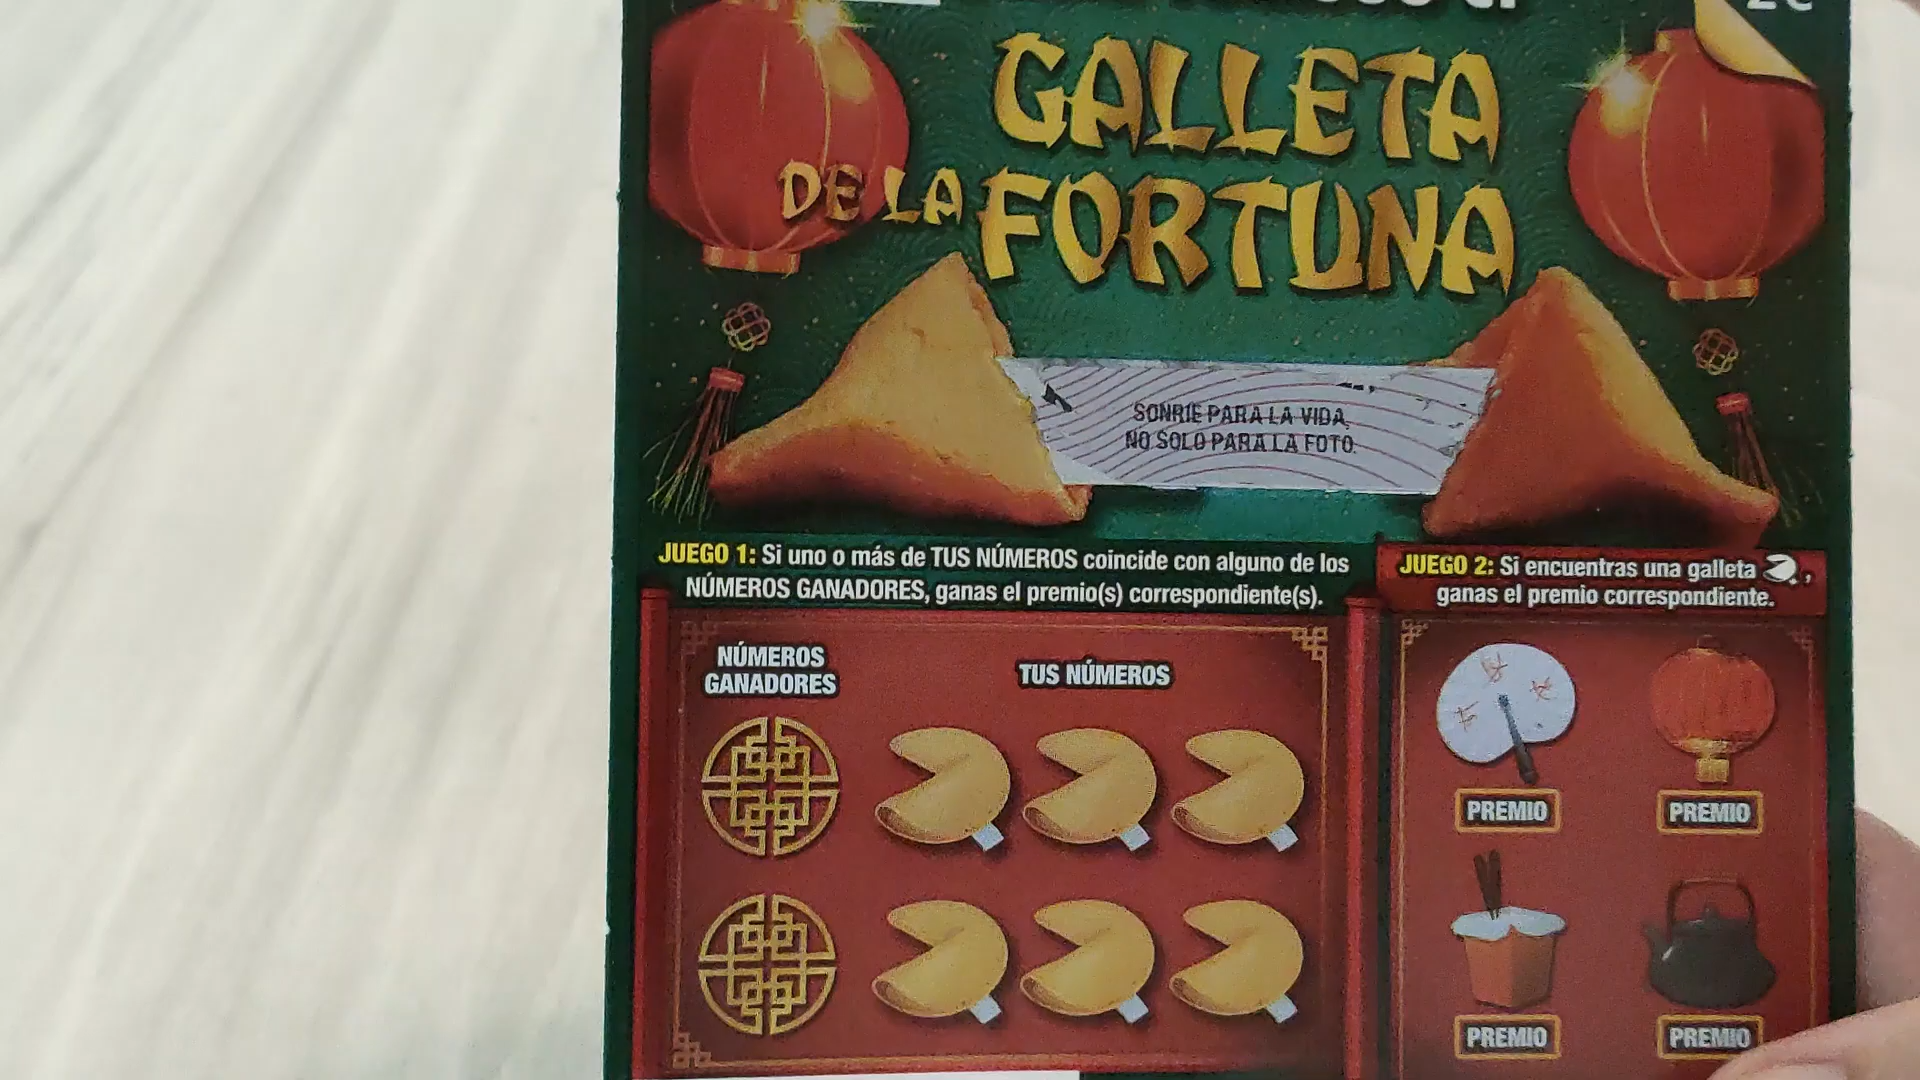 2€
GALLETA
DE LA FORTUNA
SONRÍE PARA LA VIDA,
NO SOLO PARA LA FOTO.
JUEGO 1: Si uno o más de TUS NÚMEROS coincide con alguno de los
NÚMEROS GANADORES, ganas el premio(s) correspondiente(s).
JUEGO 2: Si encuentras una galleta ,
ganas el premio correspondiente.
NÚMEROS
GANADORES
TUS NÚMEROS
PREMIO
PREMIO
PREMIO
PREMIO